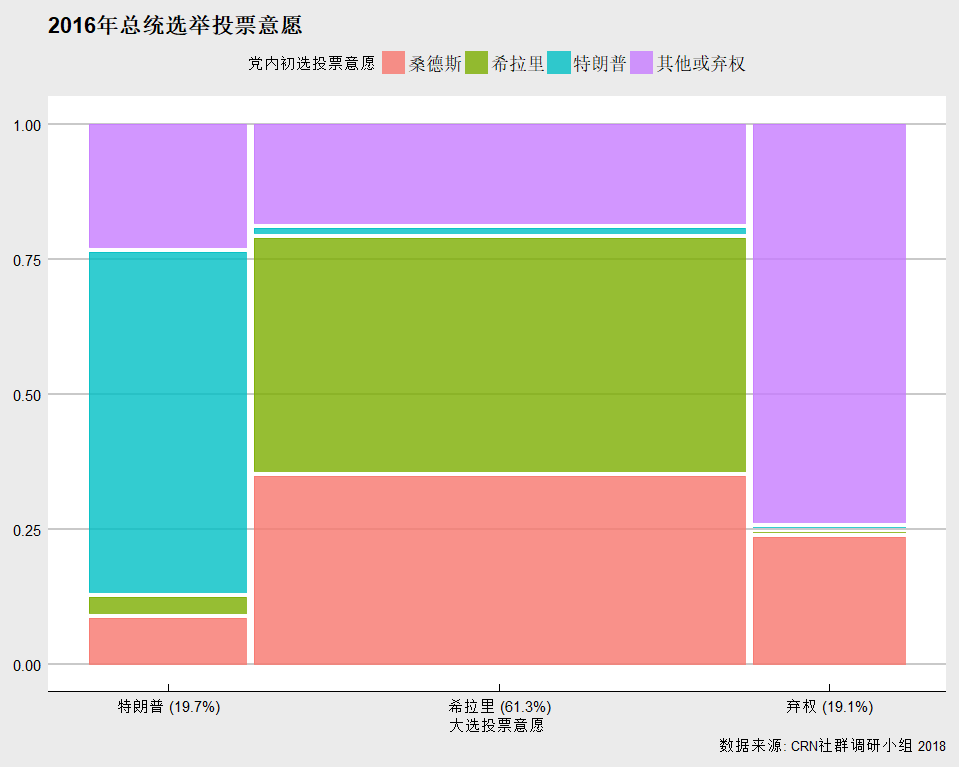 2016年总统选举投票意愿
党内初选投票意愿 桑德斯 希拉里 特朗普 其他或弃权
1.00
0.75
0.50
0.25
0.00
特朗普 (19.7%) 希拉里 (61.3%) 弃权 (19.1%)
大选投票意愿
数据来源: CRN社群调研小组 2018